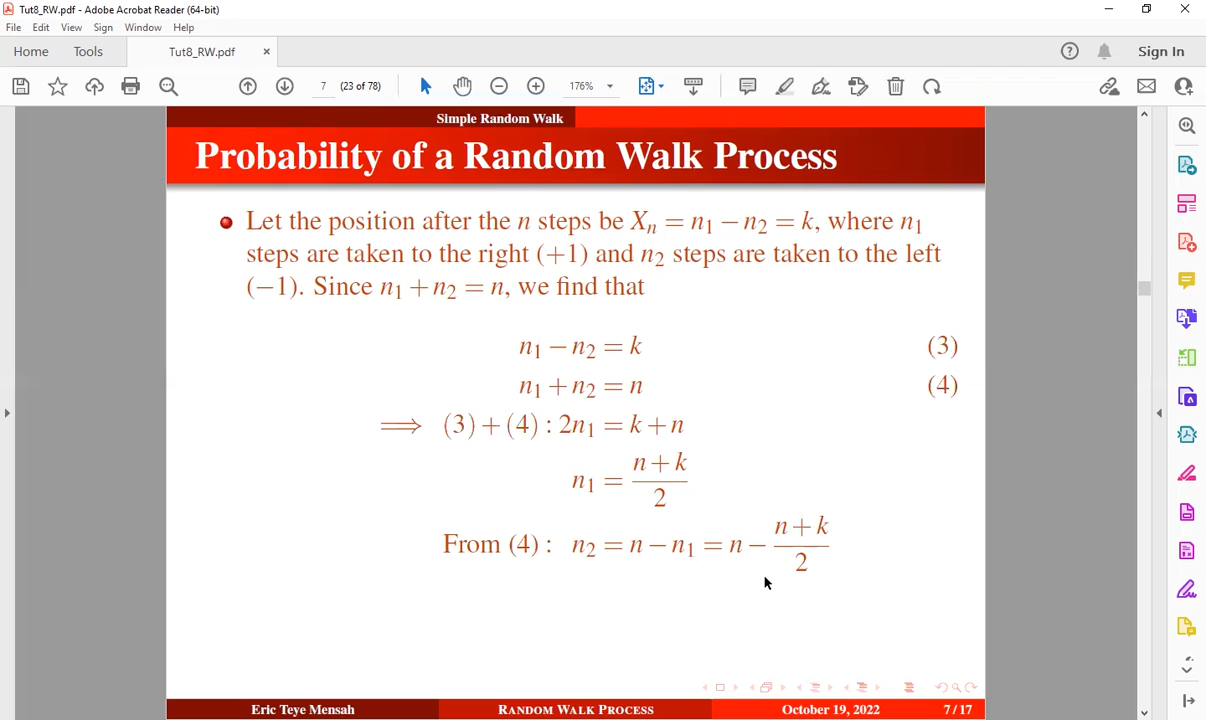 Tut8_RW.pdf - Adobe Acrobat Reader (64-bit)
File Edit View Sign Window Help
Home Tools Tut8_RW.pdf × Sign In
7 (23 of 78) 176%
Simple Random Walk
Probability of a Random Walk Process
Let the position after the n steps be Xₙ = n₁ − n₂ = k, where n₁
steps are taken to the right (+1) and n₂ steps are taken to the left
(−1). Since n₁ + n₂ = n, we find that
n₁ − n₂ = k (3)
n₁ + n₂ = n (4)
⟹ (3) + (4) : 2n₁ = k + n
n₁ = (n + k)/2
From (4) : n₂ = n − n₁ = n − (n + k)/2
Eric Teye Mensah RANDOM WALK PROCESS October 19, 2022 7 / 17